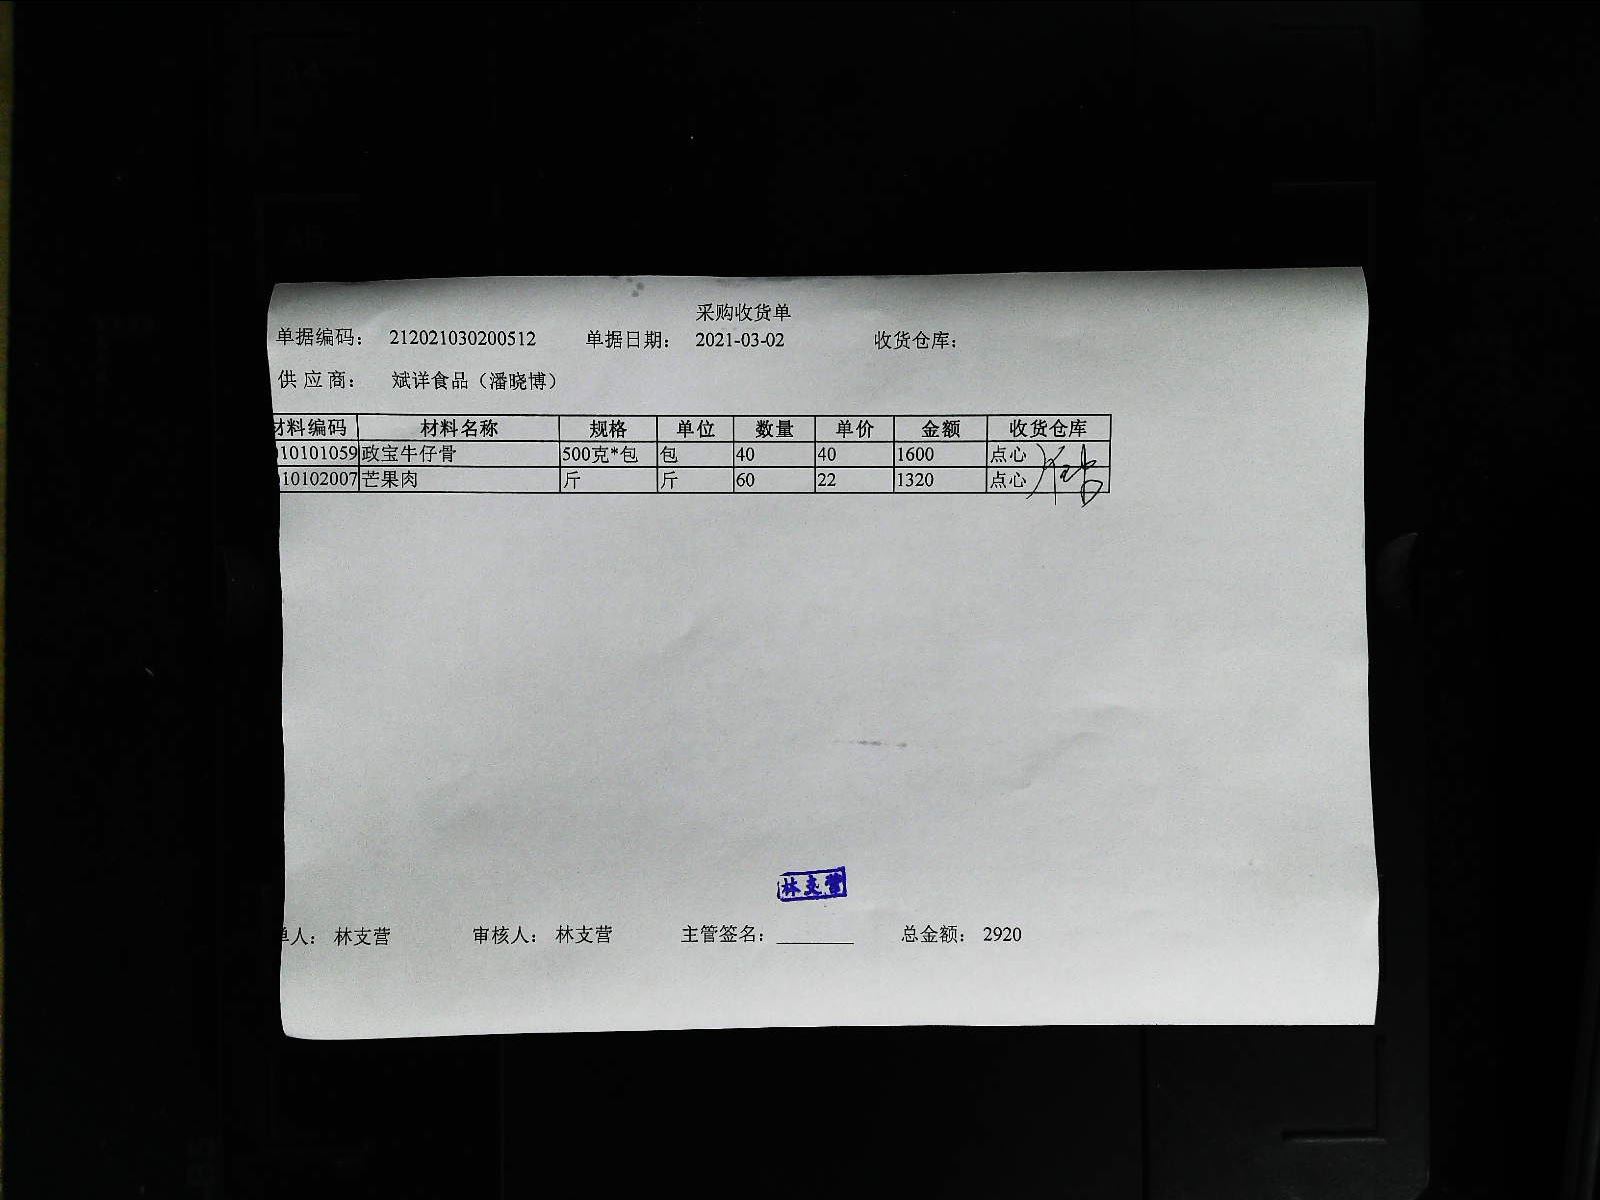 采购收货单
单据编码： 212021030200512 单据日期： 2021-03-02 收货仓库：
供应商： 斌详食品（潘晓博）
材料编码 材料名称 规格 单位 数量 单价 金额 收货仓库
10101059 政宝牛仔骨 500克*包 包 40 40 1600 点心
10102007 芒果肉 斤 斤 60 22 1320 点心
林支营
单人： 林支营 审核人： 林支营 主管签名： 总金额： 2920